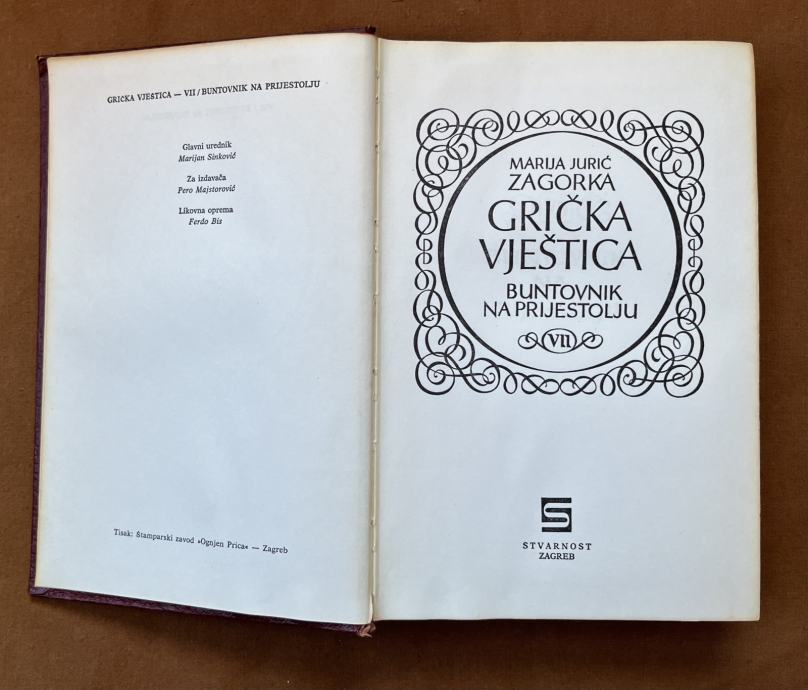 GRIČKA VJEŠTICA — VII / BUNTOVNIK NA PRIJESTOLJU
Glavni urednik
Marijan Sinković
Za izdavača
Pero Majstorović
Likovna oprema
Ferdo Bis
Tisak: Štamparski zavod »Ognjen Prica« — Zagreb
MARIJA JURIĆ
ZAGORKA
GRIČKA
VJEŠTICA
BUNTOVNIK
NA PRIJESTOLJU
VII
STVARNOST
ZAGREB